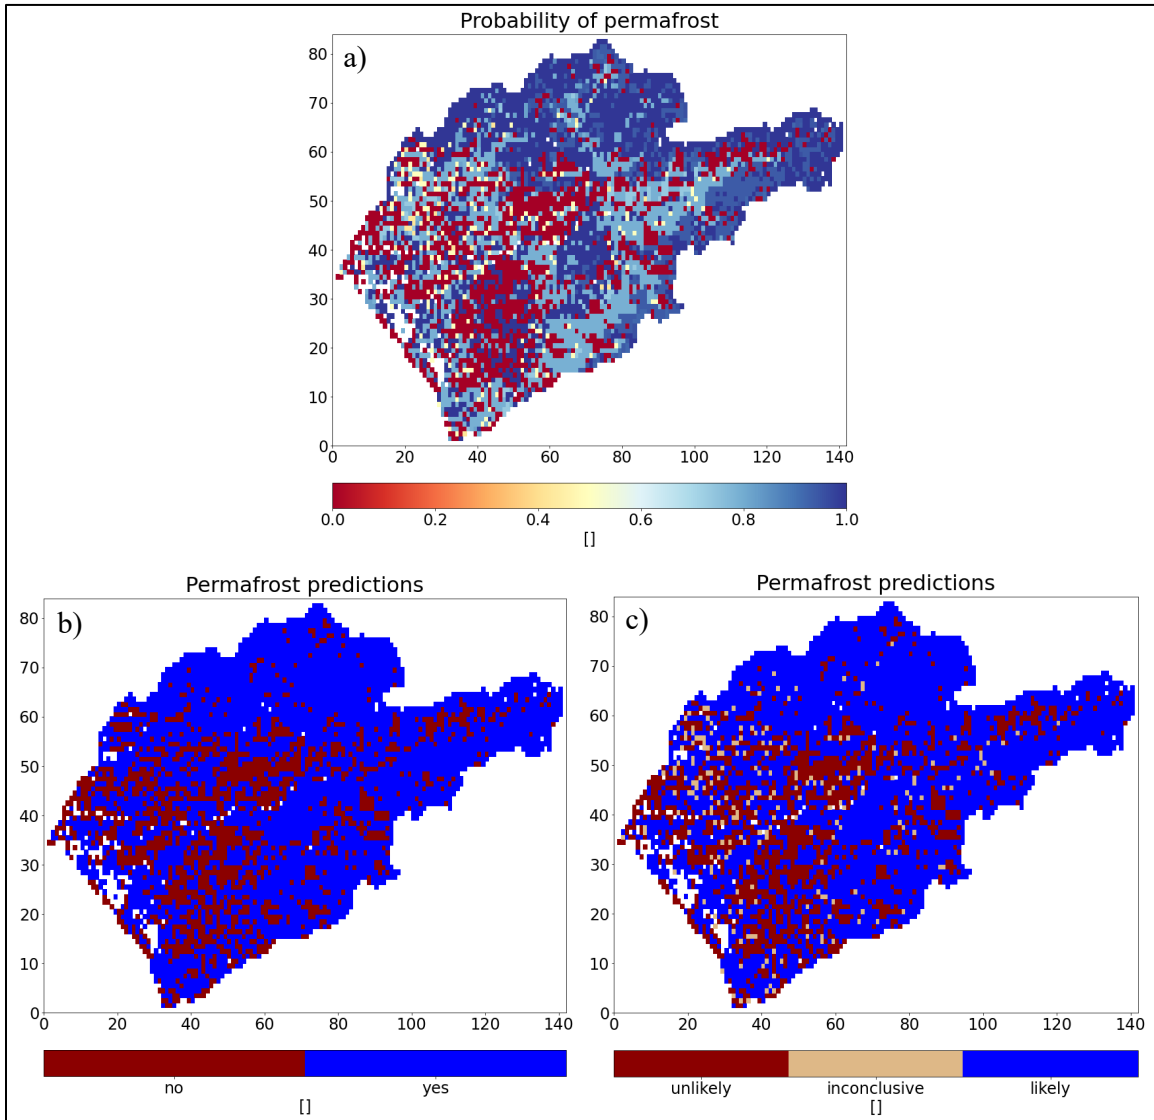 Probability of permafrost
a)
80
70
60
50
40
30
20
10
0
0 20 40 60 80 100 120 140
0.0 0.2 0.4 0.6 0.8 1.0
[]
Permafrost predictions
b)
80
70
60
50
40
30
20
10
0
0 20 40 60 80 100 120 140
no yes
[]
Permafrost predictions
c)
80
70
60
50
40
30
20
10
0
0 20 40 60 80 100 120 140
unlikely inconclusive likely
[]